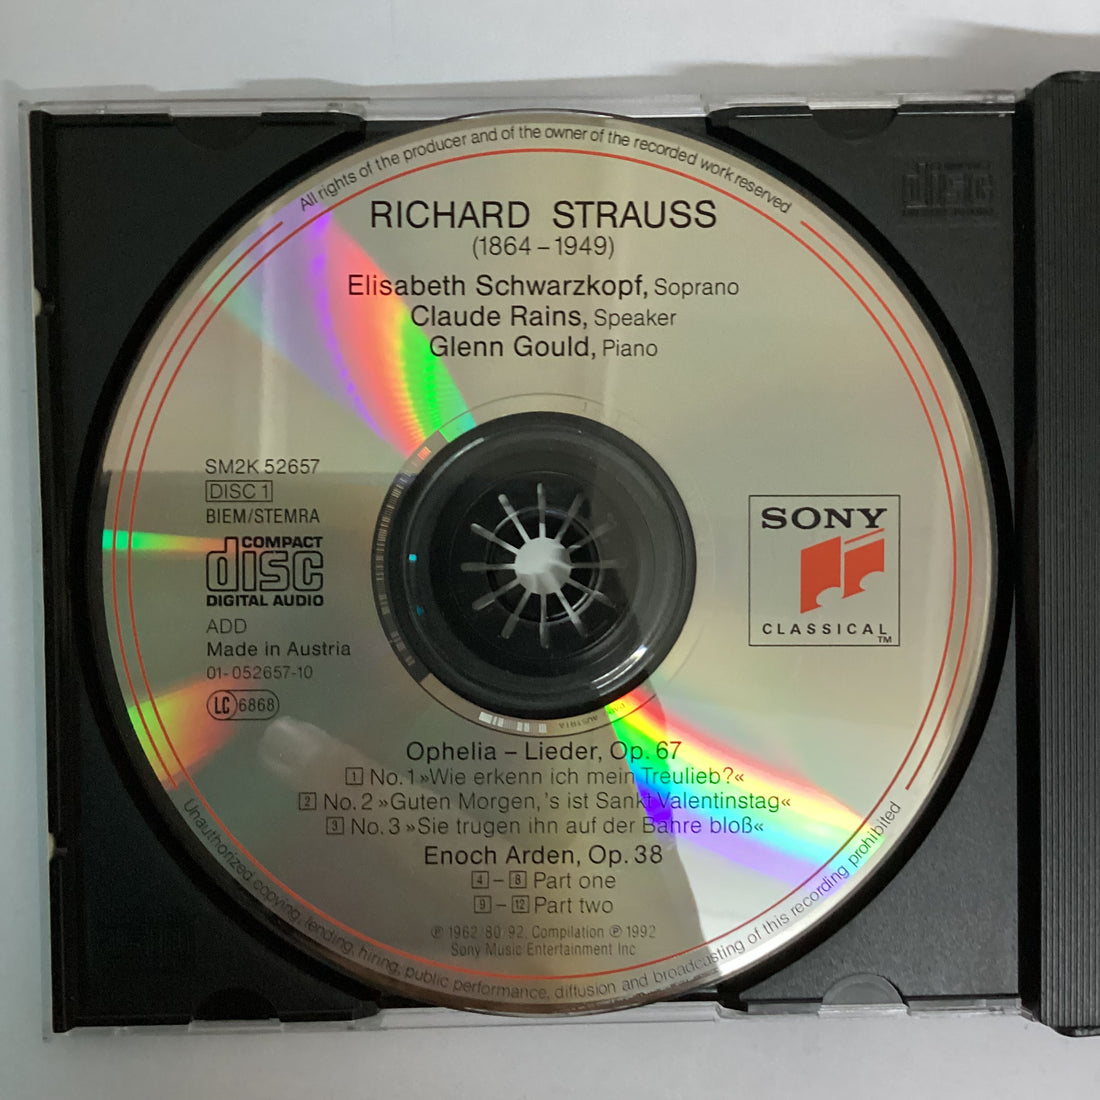 All rights of the producer and of the owner of the recorded work reserved
RICHARD STRAUSS
(1864–1949)
Elisabeth Schwarzkopf, Soprano
Claude Rains, Speaker
Glenn Gould, Piano
SM2K 52657
DISC 1
BIEM/STEMRA
COMPACT
disc
DIGITAL AUDIO
ADD
Made in Austria
01-052657-10
LC 6868
SONY
CLASSICAL™
Ophelia – Lieder, Op. 67
1 No. 1 »Wie erkenn ich mein Treulieb?«
2 No. 2 »Guten Morgen, 's ist Sankt Valentinstag«
3 No. 3 »Sie trugen ihn auf der Bahre bloß«
Enoch Arden, Op. 38
4 – 8 Part one
9 – 12 Part two
℗ 1962, 80, 92, Compilation ℗ 1992
Sony Music Entertainment Inc
Unauthorized copying, lending, hiring, public performance, diffusion and broadcasting of this recording prohibited
disc